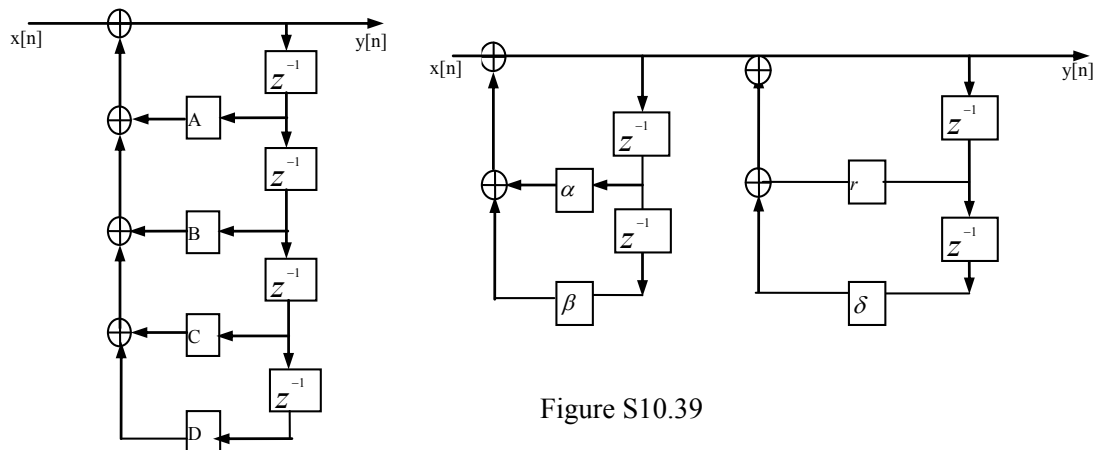 x[n]
y[n]
z⁻¹
A
z⁻¹
B
z⁻¹
C
z⁻¹
D
x[n]
y[n]
z⁻¹
α
z⁻¹
β
z⁻¹
r
z⁻¹
δ
Figure S10.39